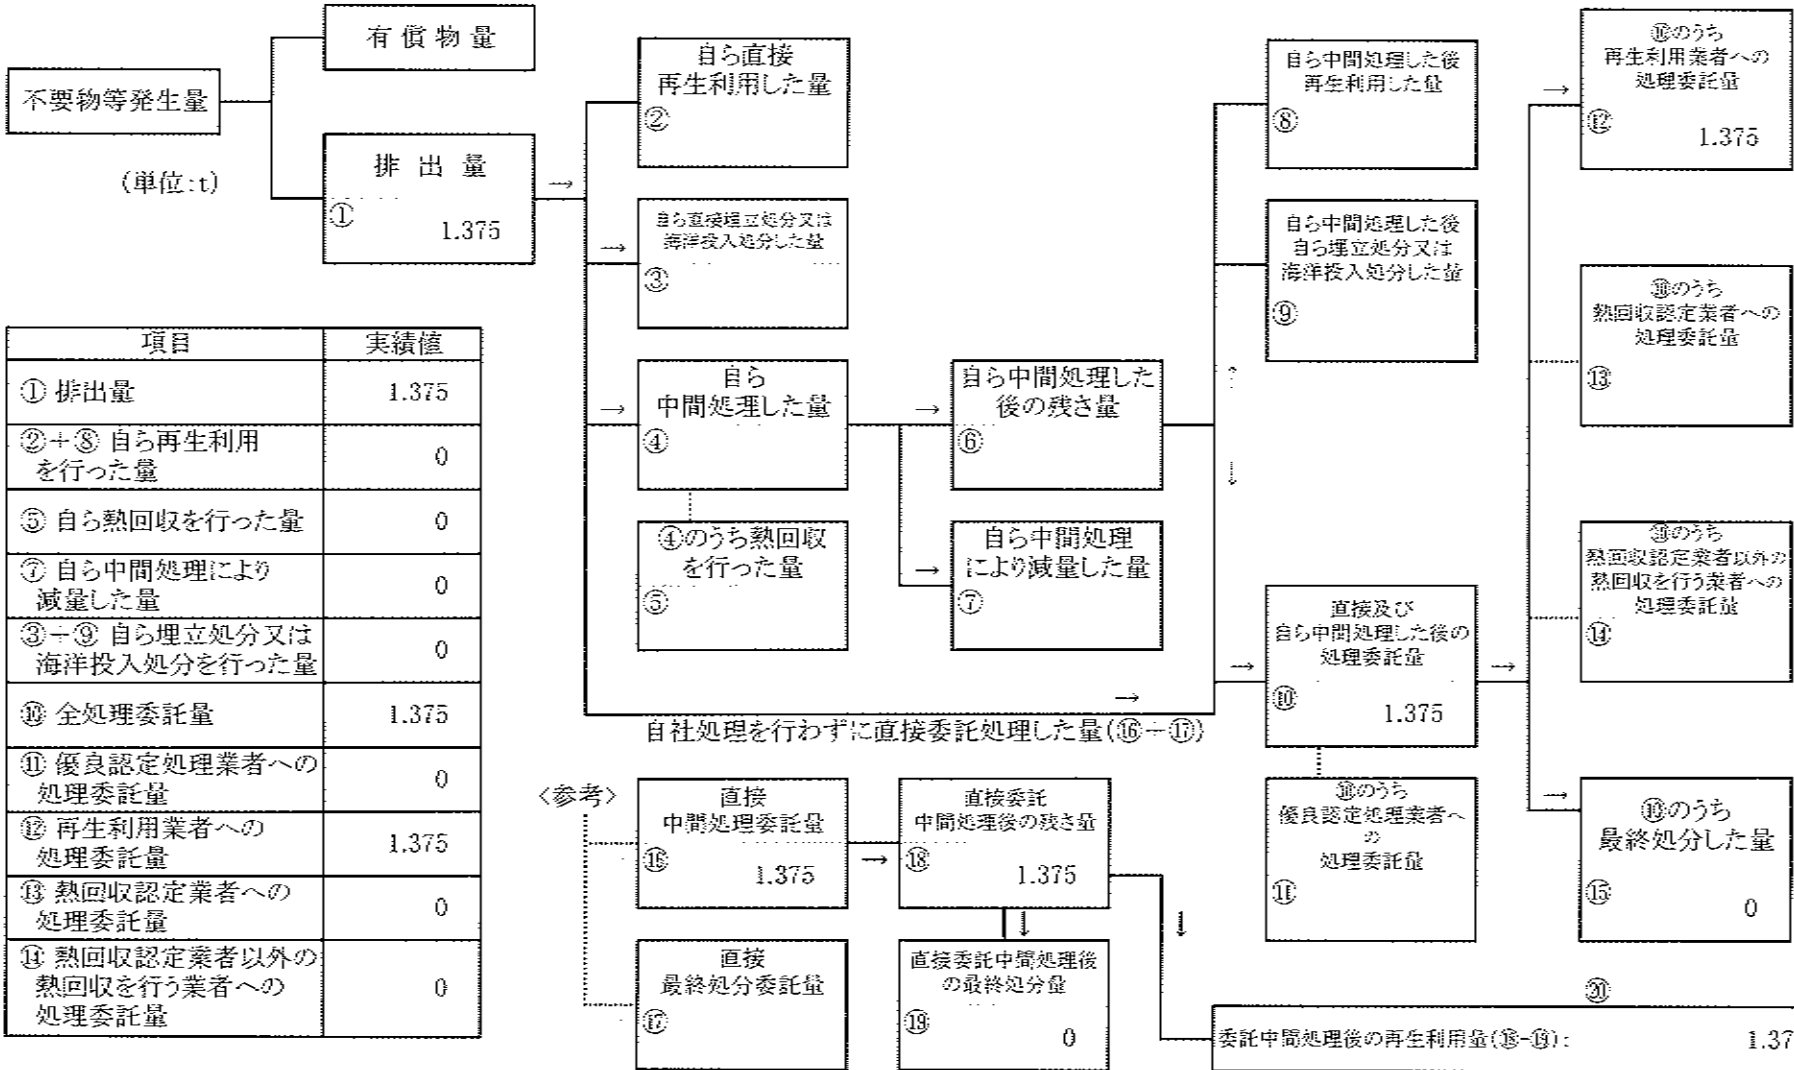 有償物量
不要物等発生量
(単位:t)
排出量
①
1.375
→
自ら直接
再生利用した量
②
→
自ら直接埋立処分又は
海洋投入処分した量
③
→
自ら
中間処理した量
④
→
自ら中間処理した
後の残さ量
⑥
④のうち熱回収
を行った量
⑤
→
自ら中間処理
により減量した量
⑦
自ら中間処理した後
再生利用した量
⑧
自ら中間処理した後
自ら埋立処分又は
海洋投入処分した量
⑨
↑
↓
→
自社処理を行わずに直接委託処理した量(⑯+⑰)
→
直接及び
自ら中間処理した後の
処理委託量
⑩
1.375
→
⑩のうち
優良認定処理業者へ
の
処理委託量
⑪
→
⑩のうち
再生利用業者への
処理委託量
⑫
1.375
⑩のうち
熱回収認定業者への
処理委託量
⑬
⑩のうち
熱回収認定業者以外の
熱回収を行う業者への
処理委託量
⑭
→
⑩のうち
最終処分した量
⑮
0
項目 実績値
① 排出量 1.375
②+⑧ 自ら再生利用
を行った量 0
⑤ 自ら熱回収を行った量 0
⑦ 自ら中間処理により
減量した量 0
③+⑨ 自ら埋立処分又は
海洋投入処分を行った量 0
⑩ 全処理委託量 1.375
⑪ 優良認定処理業者への
処理委託量 0
⑫ 再生利用業者への
処理委託量 1.375
⑬ 熱回収認定業者への
処理委託量 0
⑭ 熱回収認定業者以外の
熱回収を行う業者への
処理委託量 0
〈参考〉
直接
中間処理委託量
⑯
1.375
→
直接委託
中間処理後の残さ量
⑱
1.375
↓
↓
直接
最終処分委託量
⑰
直接委託中間処理後
の最終処分量
⑲
0
⑳
委託中間処理後の再生利用量(⑱-⑲): 1.37